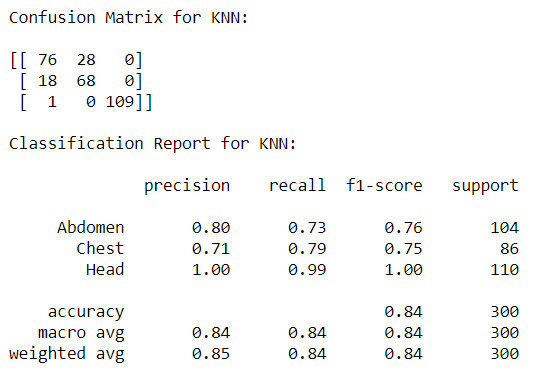 Confusion Matrix for KNN:
[[ 76 28 0]
[ 18 68 0]
[ 1 0 109]]
Classification Report for KNN:
precision recall f1-score support
Abdomen 0.80 0.73 0.76 104
Chest 0.71 0.79 0.75 86
Head 1.00 0.99 1.00 110
accuracy 0.84 300
macro avg 0.84 0.84 0.84 300
weighted avg 0.85 0.84 0.84 300